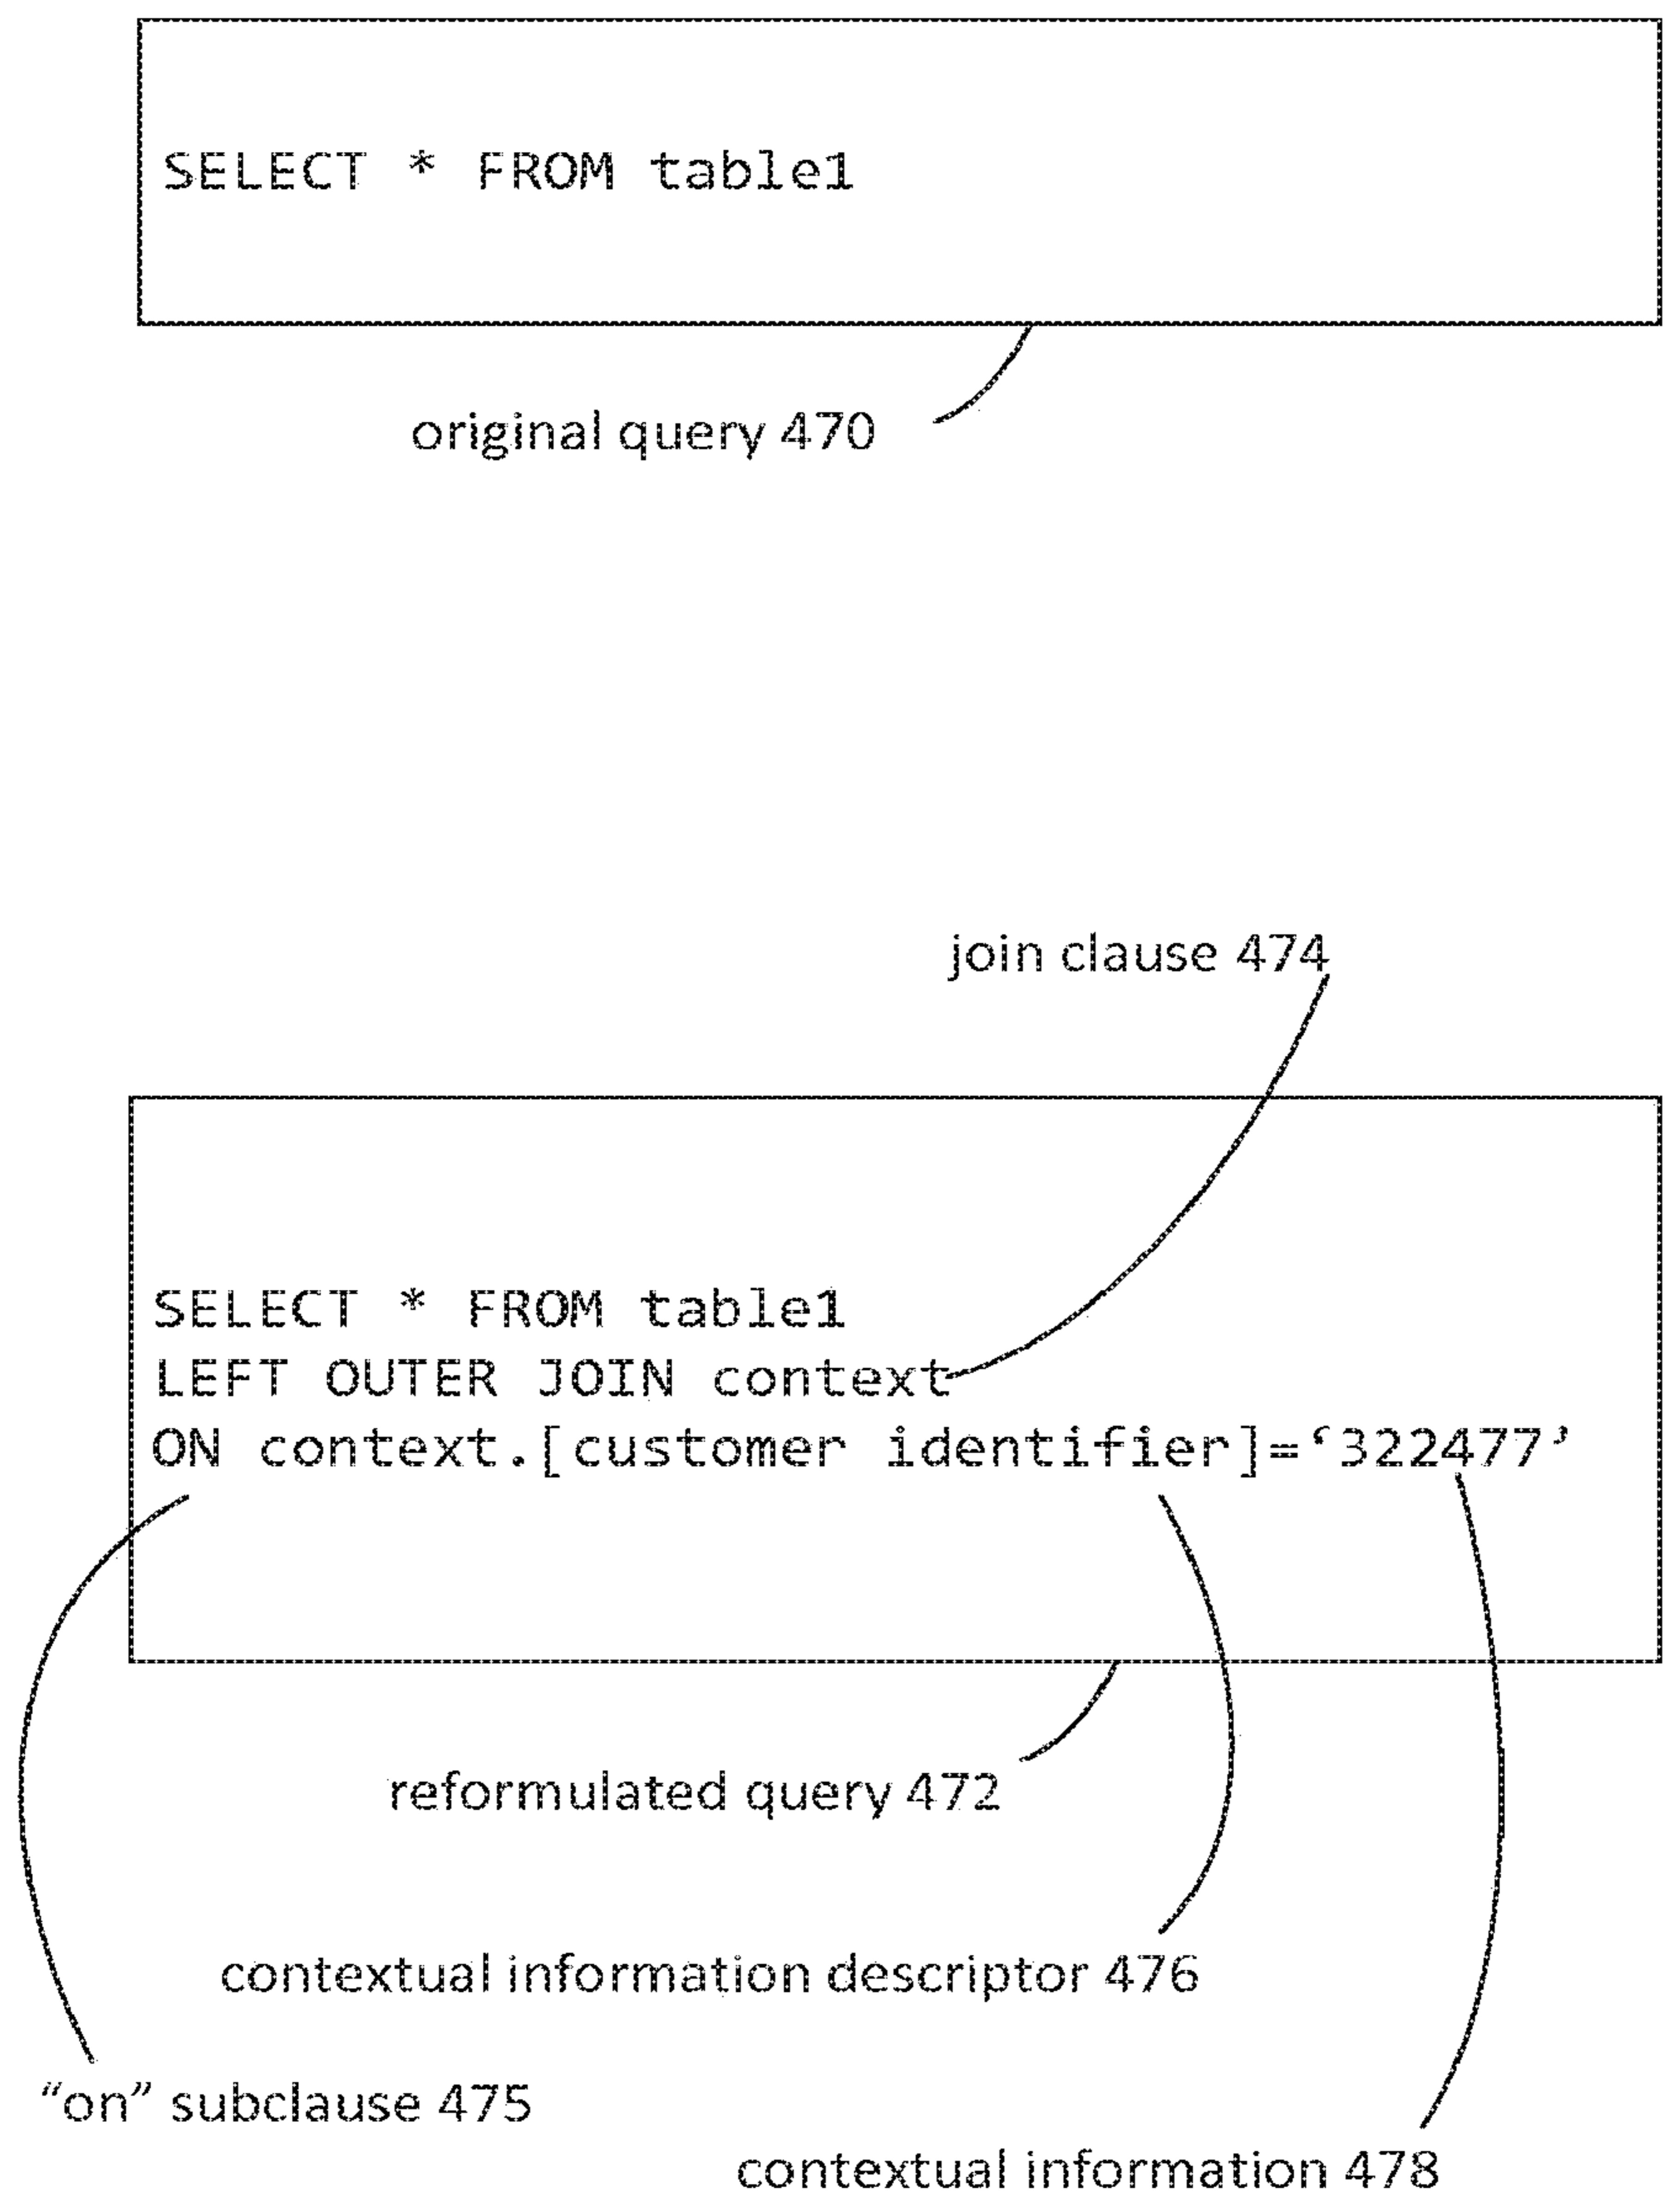 SELECT * FROM table1
original query 470
join clause 474
SELECT * FROM table1
LEFT OUTER JOIN context
ON context.[customer identifier]=‘322477’
reformulated query 472
contextual information descriptor 476
“on” subclause 475
contextual information 478